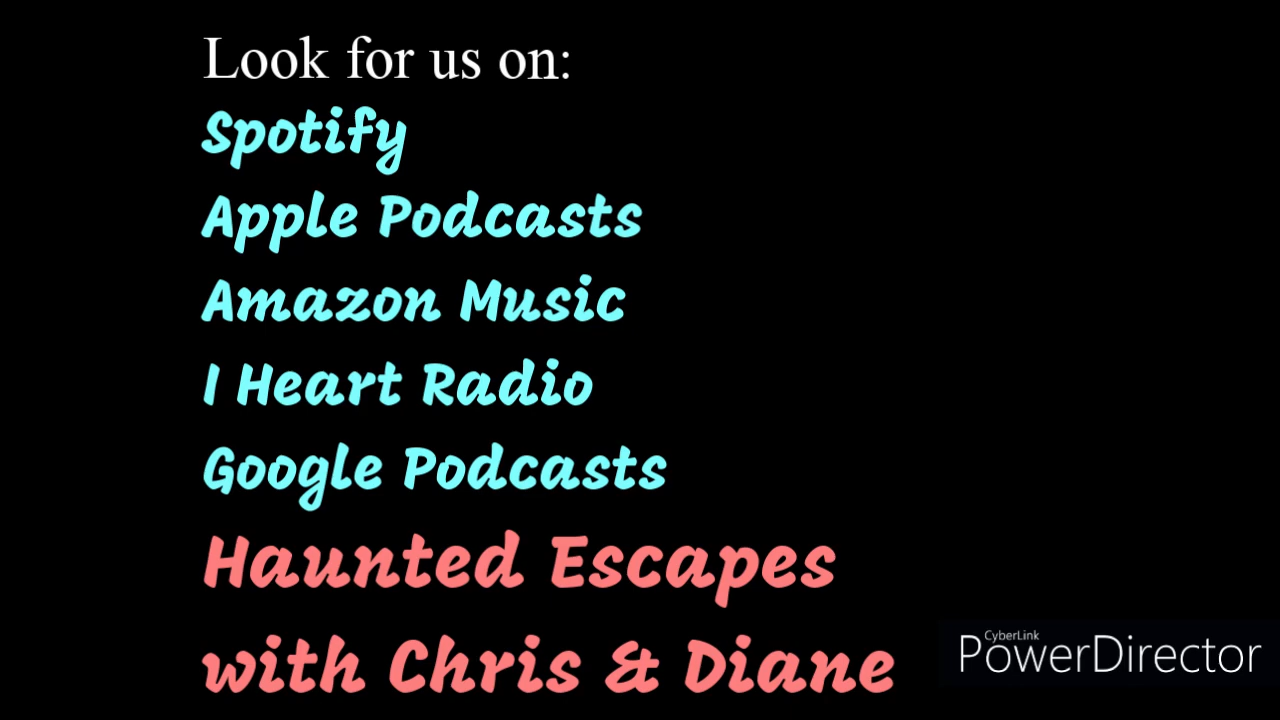 Look for us on:
Spotify
Apple Podcasts
Amazon Music
I Heart Radio
Google Podcasts
Haunted Escapes
with Chris & Diane
CyberLink
PowerDirector